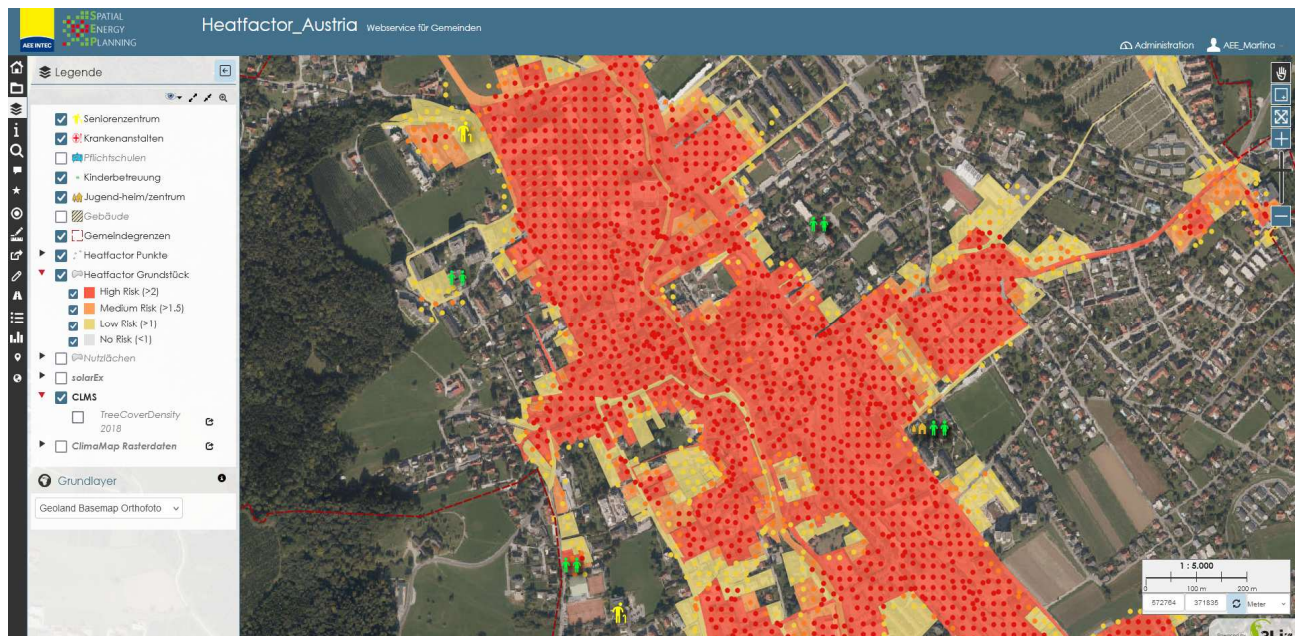 AEE INTEC
SPATIAL
ENERGY
PLANNING
Heatfactor_Austria Webservice für Gemeinden
Administration
AEE_Martina
Legende
Seniorenzentrum
Krankenanstalten
Pflichtschulen
Kinderbetreuung
Jugend-heim/zentrum
Gebäude
Gemeindegrenzen
Heatfactor Punkte
Heatfactor Grundstück
High Risk (>2)
Medium Risk (>1.5)
Low Risk (>1)
No Risk (<1)
Nutzlächen
solarEx
CLMS
TreeCoverDensity
2018
ClimaMap Rasterdaten
Grundlayer
Geoland Basemap Orthofoto
1 : 5.000
0 100 m 200 m
572764 371835 Meter